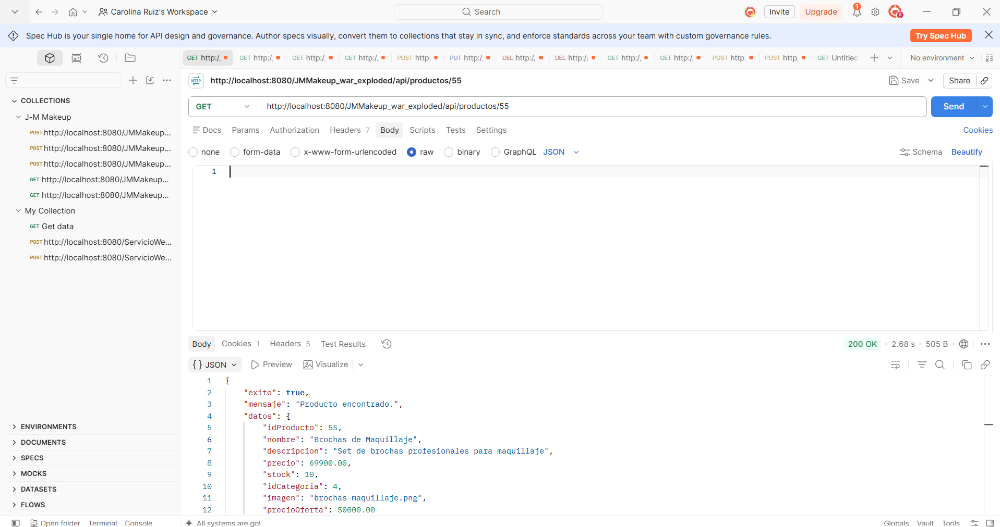 Carolina Ruiz's Workspace
Search
Invite
Upgrade
1
Spec Hub is your single home for API design and governance. Author specs visually, convert them to collections that stay in sync, and enforce standards across your team with custom governance rules.
Try Spec Hub
GET http:/,
GET http:/,
GET http:/,
GET http:/,
POST http:
PUT http:/,
DEL http:/,
DEL http:/,
GET http:/,
GET http:/,
POST http.
POST http:
GET Untitled
No environment
HTTP
http://localhost:8080/JMMakeup_war_exploded/api/productos/55
Save
Share
COLLECTIONS
J-M Makeup
POST http://localhost:8080/JMMakeup...
POST http://localhost:8080/JMMakeup...
POST http://localhost:8080/JMMakeup...
GET http://localhost:8080/JMMakeup...
GET http://localhost:8080/JMMakeup...
My Collection
GET Get data
POST http://localhost:8080/ServicioWe...
POST http://localhost:8080/ServicioWe...
ENVIRONMENTS
DOCUMENTS
SPECS
MOCKS
DATASETS
FLOWS
GET
http://localhost:8080/JMMakeup_war_exploded/api/productos/55
Send
Docs Params Authorization Headers 7 Body Scripts Tests Settings
Cookies
none form-data x-www-form-urlencoded raw binary GraphQL JSON
Schema Beautify
1
Body Cookies 1 Headers 5 Test Results
200 OK • 2.68 s • 505 B
{} JSON Preview Visualize
1 {
2 "exito": true,
3 "mensaje": "Producto encontrado.",
4 "datos": {
5 "idProducto": 55,
6 "nombre": "Brochas de Maquillaje",
7 "descripcion": "Set de brochas profesionales para maquillaje",
8 "precio": 69900.00,
9 "stock": 10,
10 "idCategoria": 4,
11 "imagen": "brochas-maquillaje.png",
12 "precioOferta": 50000.00
Open folder Terminal Console
All systems are go!
Globals Vault Tools